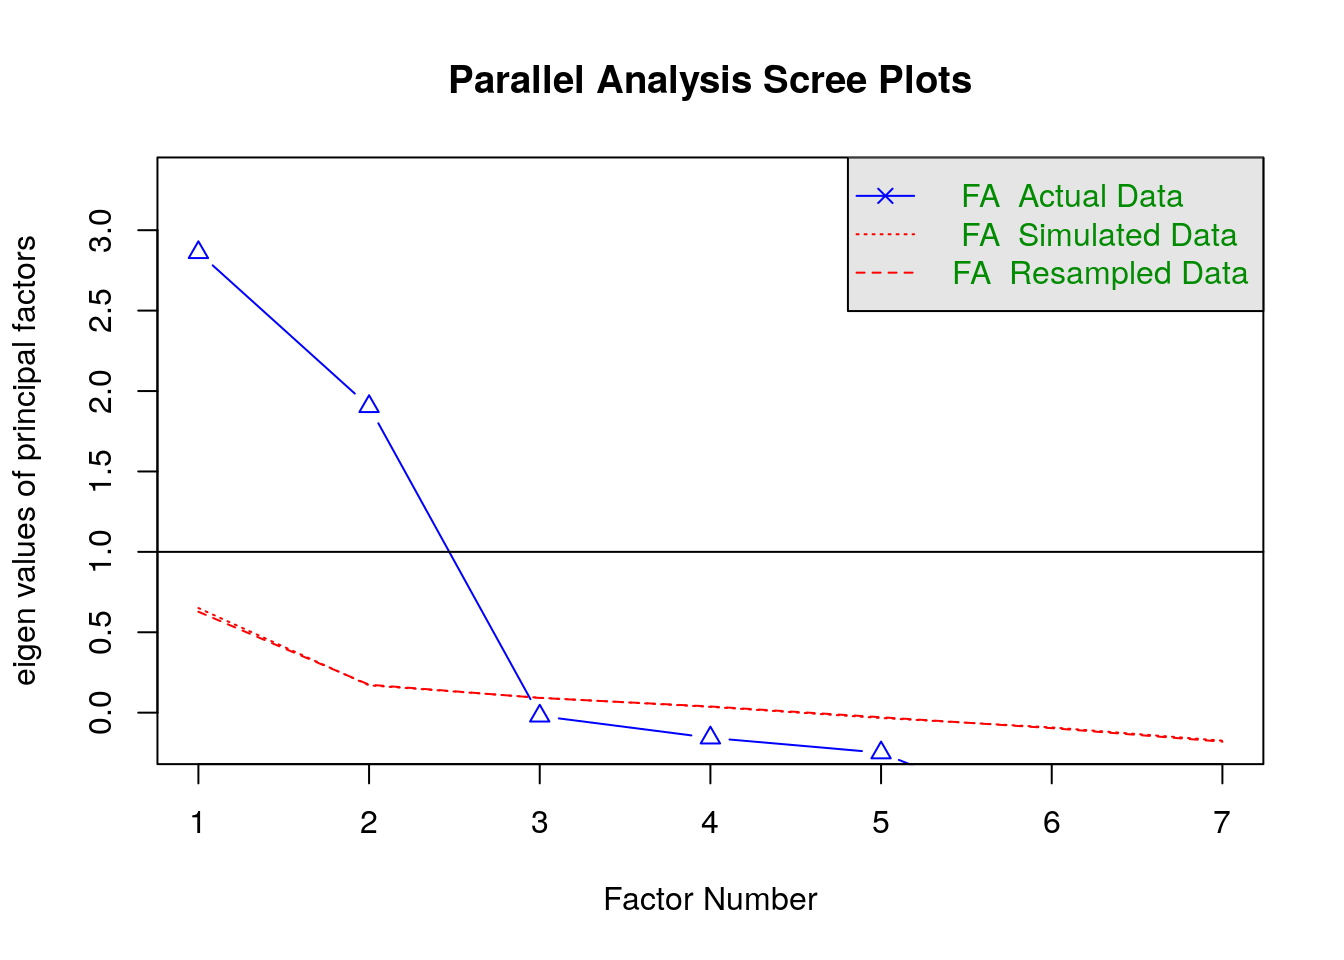 Parallel Analysis Scree Plots
FA Actual Data
FA Simulated Data
FA Resampled Data
eigen values of principal factors
3.0
2.5
2.0
1.5
1.0
0.5
0.0
1 2 3 4 5 6 7
Factor Number